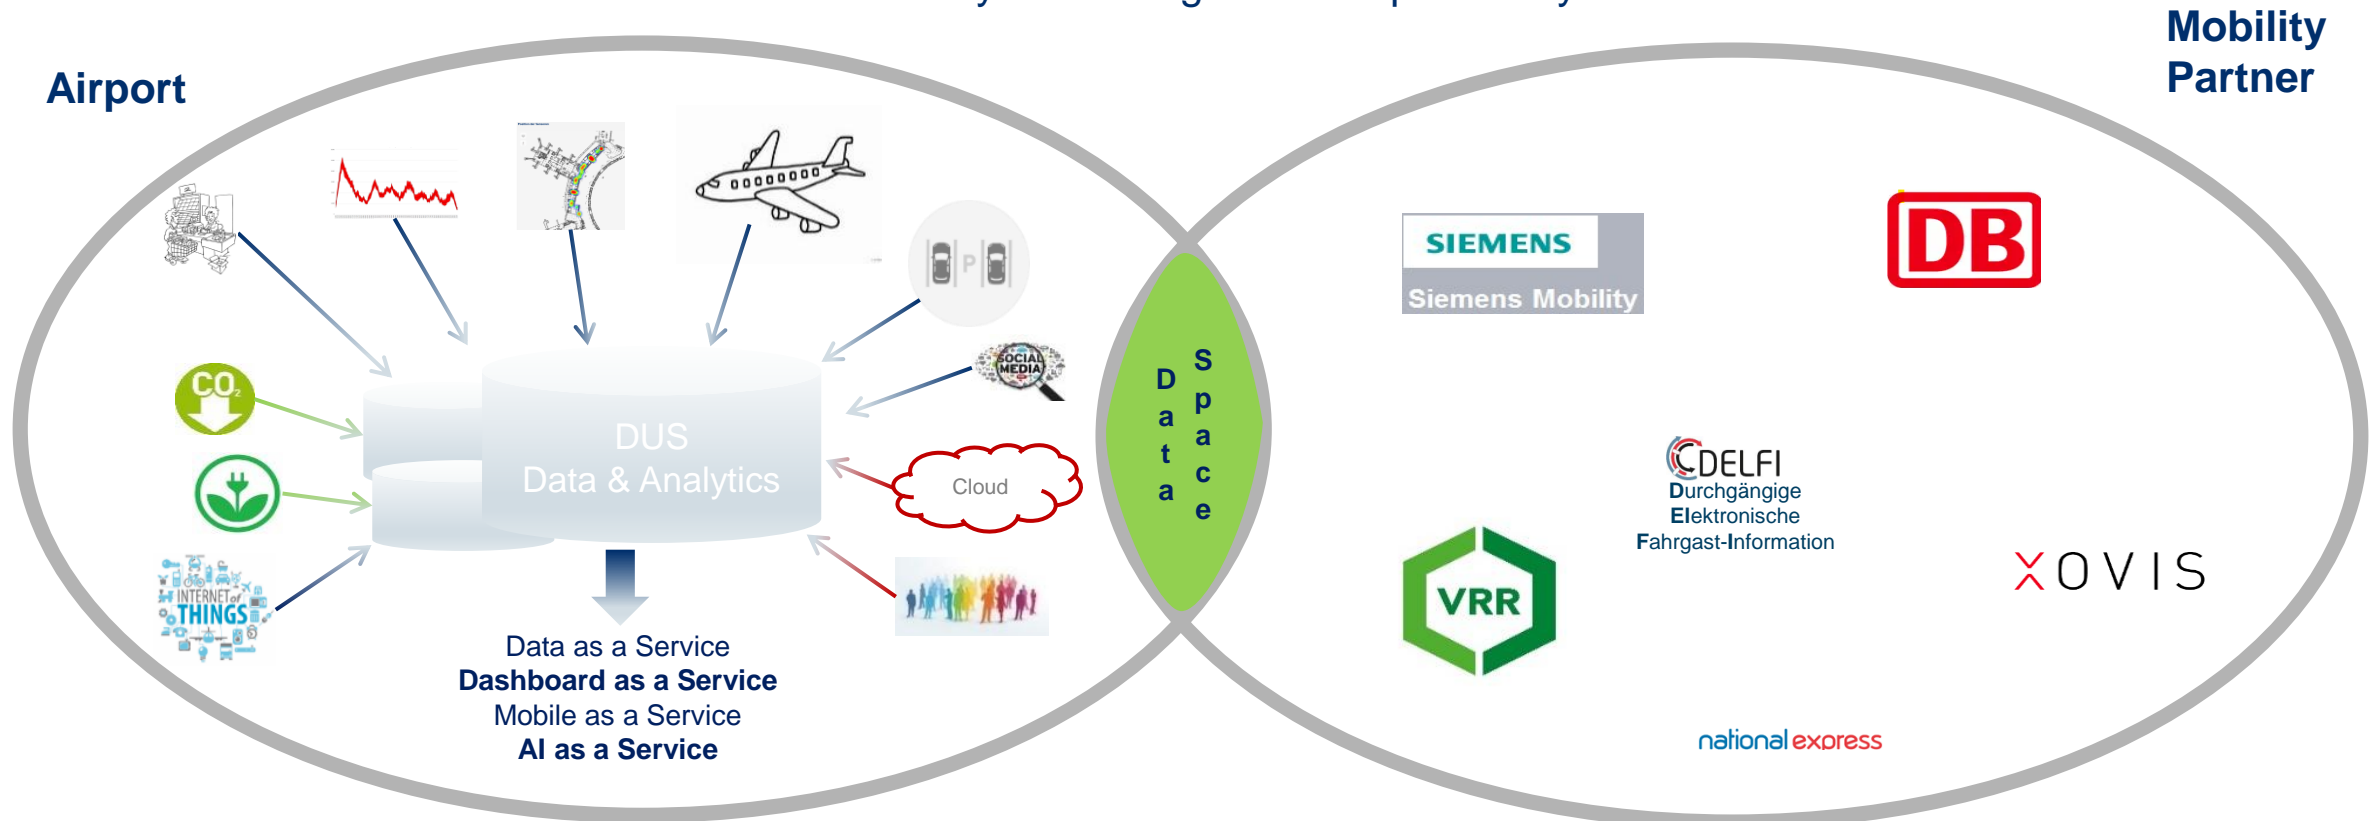 Mobility
Partner
Airport
SIEMENS
Siemens Mobility
DB
P
SOCIAL
MEDIA
CO2
Data
Space
DUS
Data & Analytics
Cloud
DELFI
Durchgängige
ELektronische
Fahrgast-Information
VRR
XOVIS
INTERNET of
THINGS
Data as a Service
Dashboard as a Service
Mobile as a Service
AI as a Service
national express